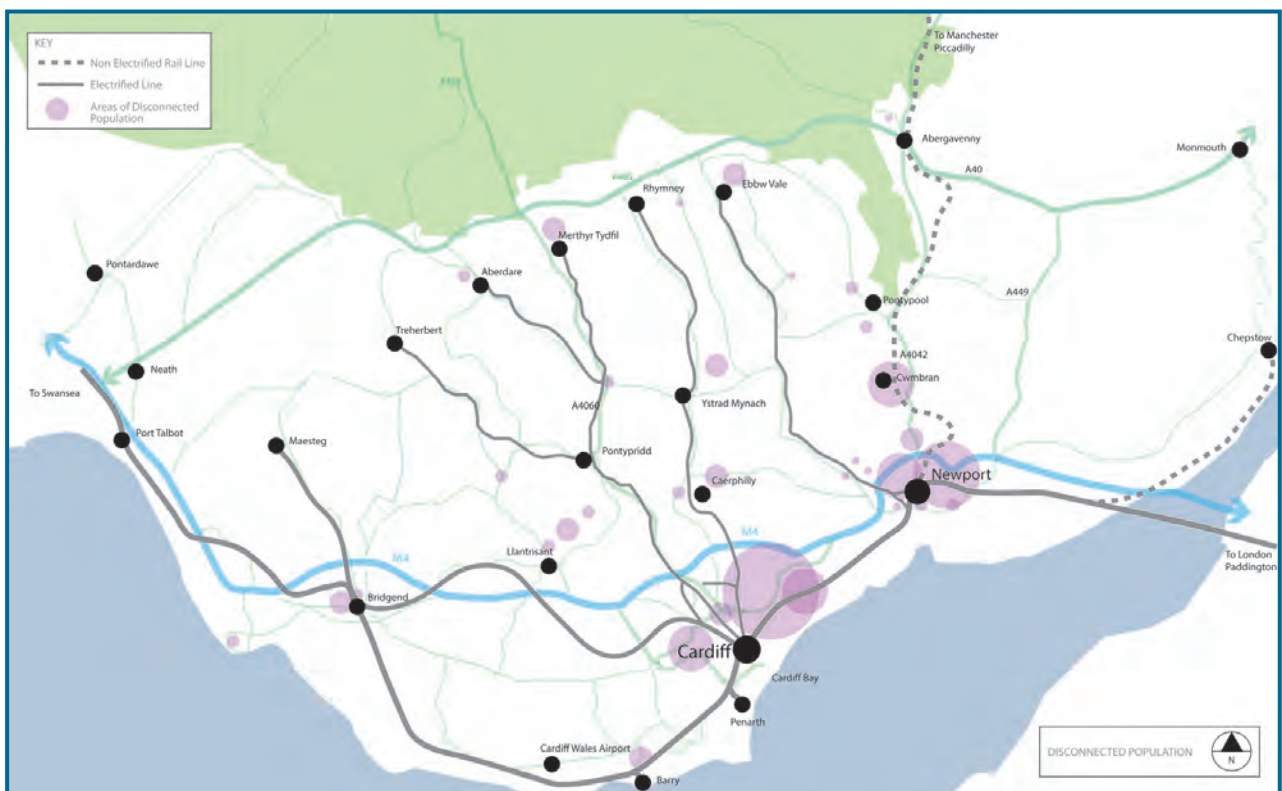 KEY
Non Electrified Rail Line
Electrified Line
Areas of Disconnected
Population
To Manchester
Piccadilly
Abergavenny
Monmouth
A40
Rhymney
Ebbw Vale
Merthyr Tydfil
Pontardawe
Aberdare
Pontypool
A449
Treherbert
Chepstow
A4042
Neath
Cwmbran
To Swansea
A4060
Ystrad Mynach
Port Talbot
Maesteg
Pontypridd
Newport
Caerphilly
M4
Llantrisant
M4
To London
Paddington
Bridgend
Cardiff
Cardiff Bay
Penarth
Cardiff Wales Airport
Barry
DISCONNECTED POPULATION
N